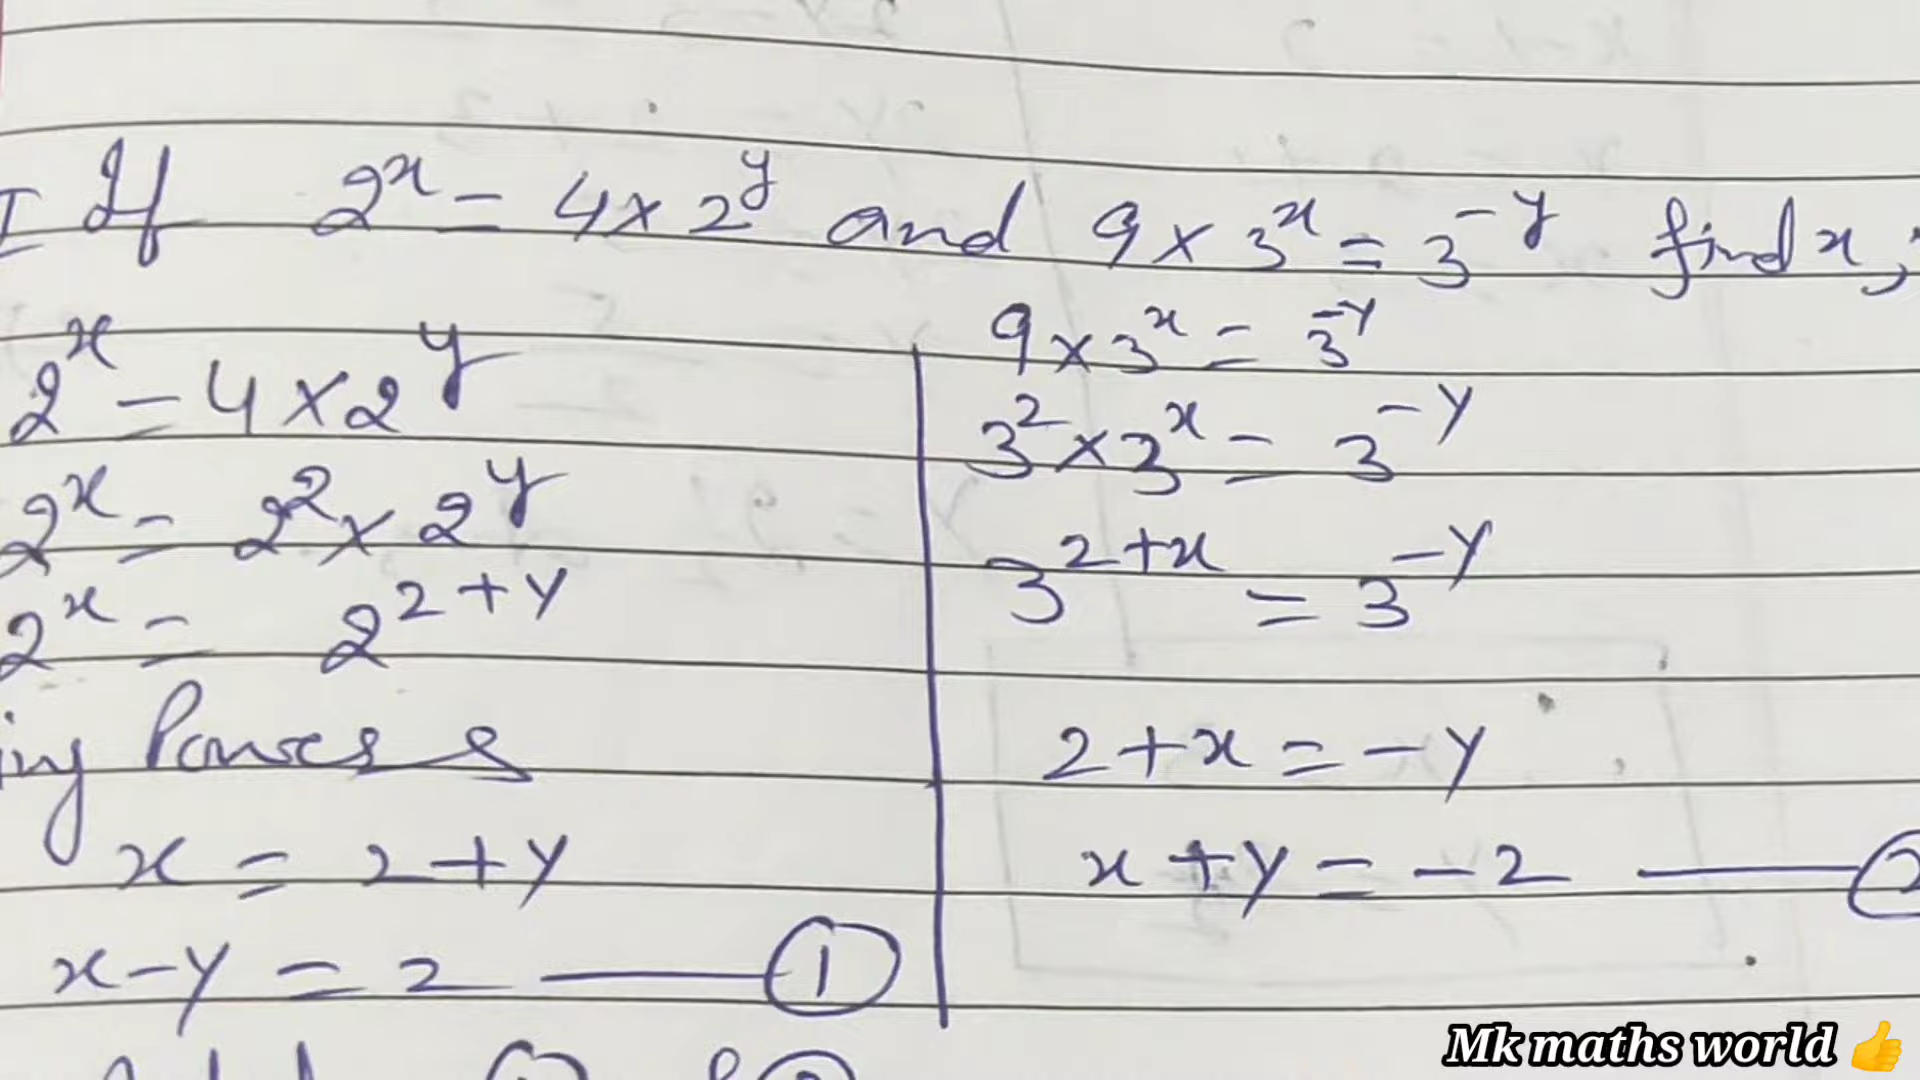 If 2^x = 4 × 2^y and 9 × 3^x = 3^-y find x,
2^x = 4 × 2^y
2^x = 2^2 × 2^y
2^x = 2^2+y
Powers
x = 2 + y
x - y = 2 —— ①
9 × 3^x = 3^-y
3^2 × 3^x = 3^-y
3^2+x = 3^-y
2 + x = -y
x + y = -2 —— ②
Mk maths world 👍